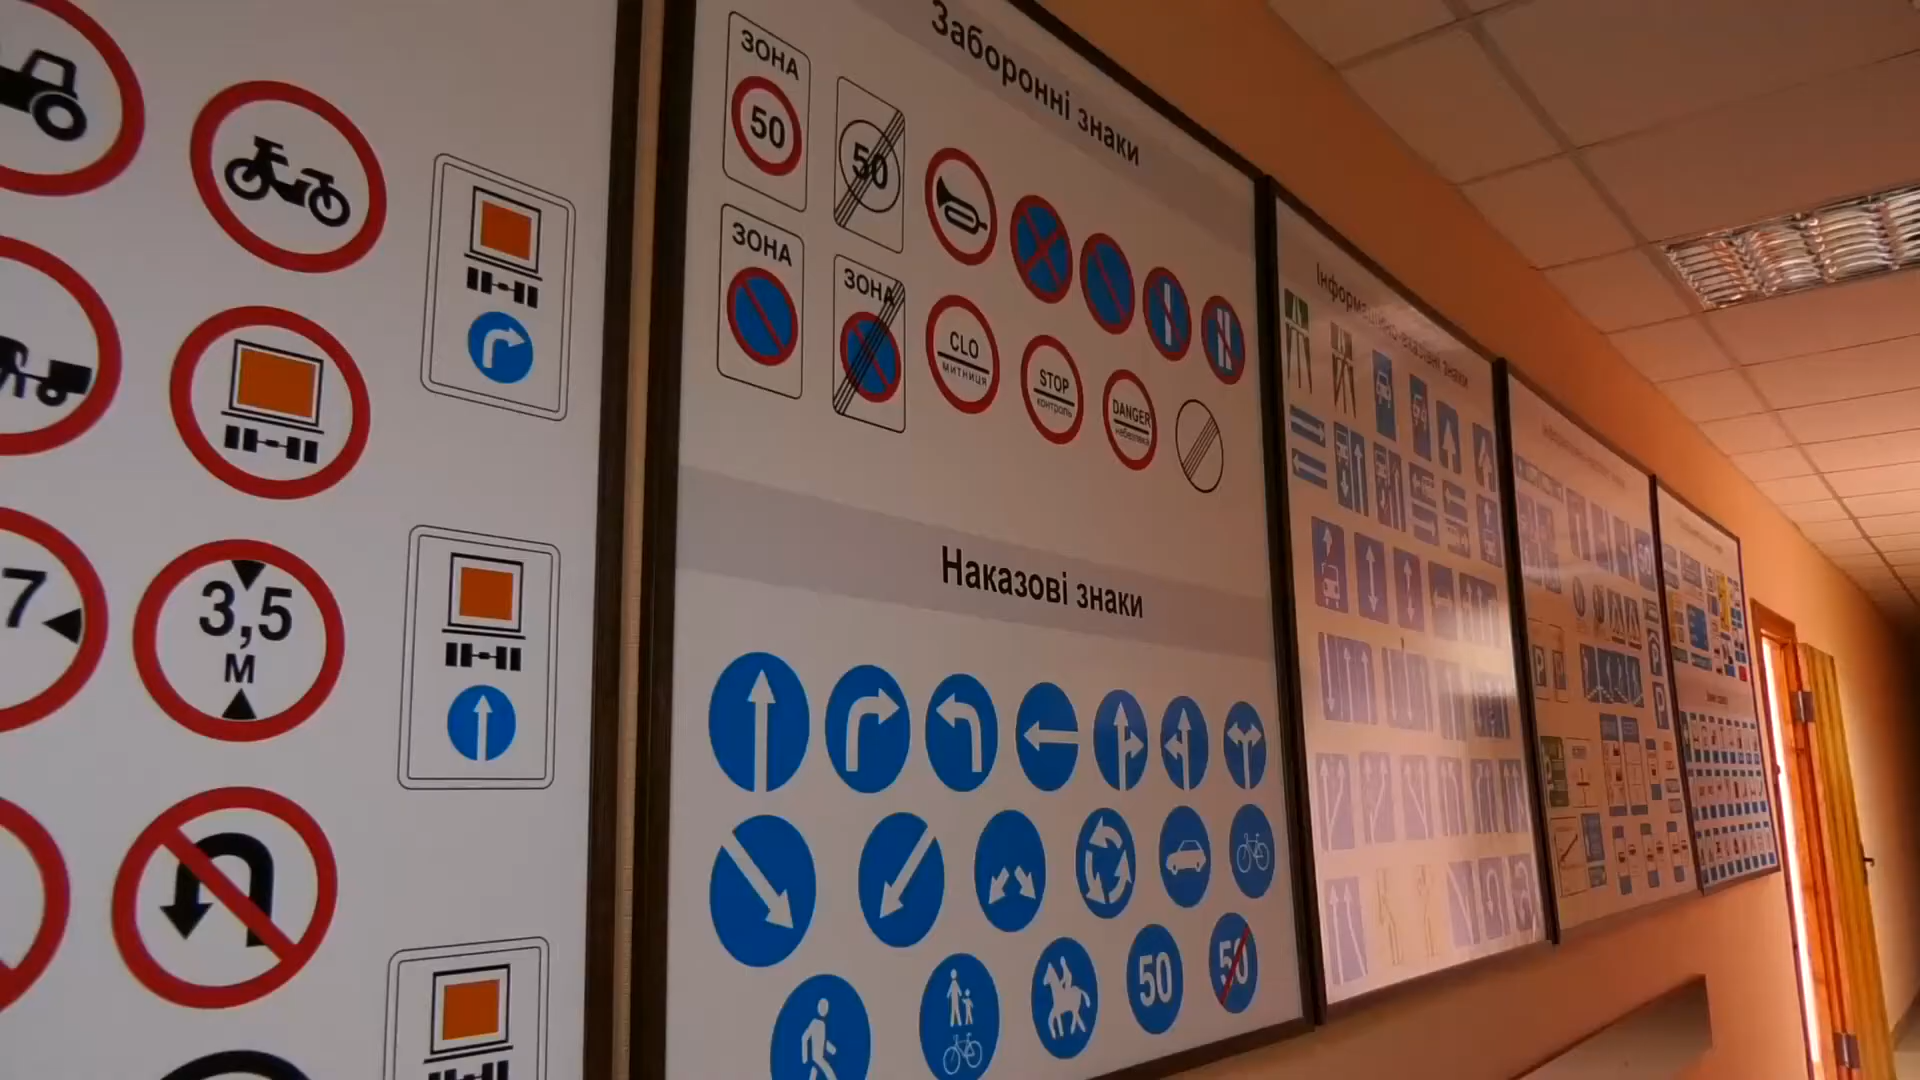 7
3,5
М
Заборонні знаки
ЗОНА
50
50
ЗОНА
ЗОНА
CLO
митниця
STOP
контроль
DANGER
небезпека
Наказові знаки
50
50
Інформаційно-вказівні знаки